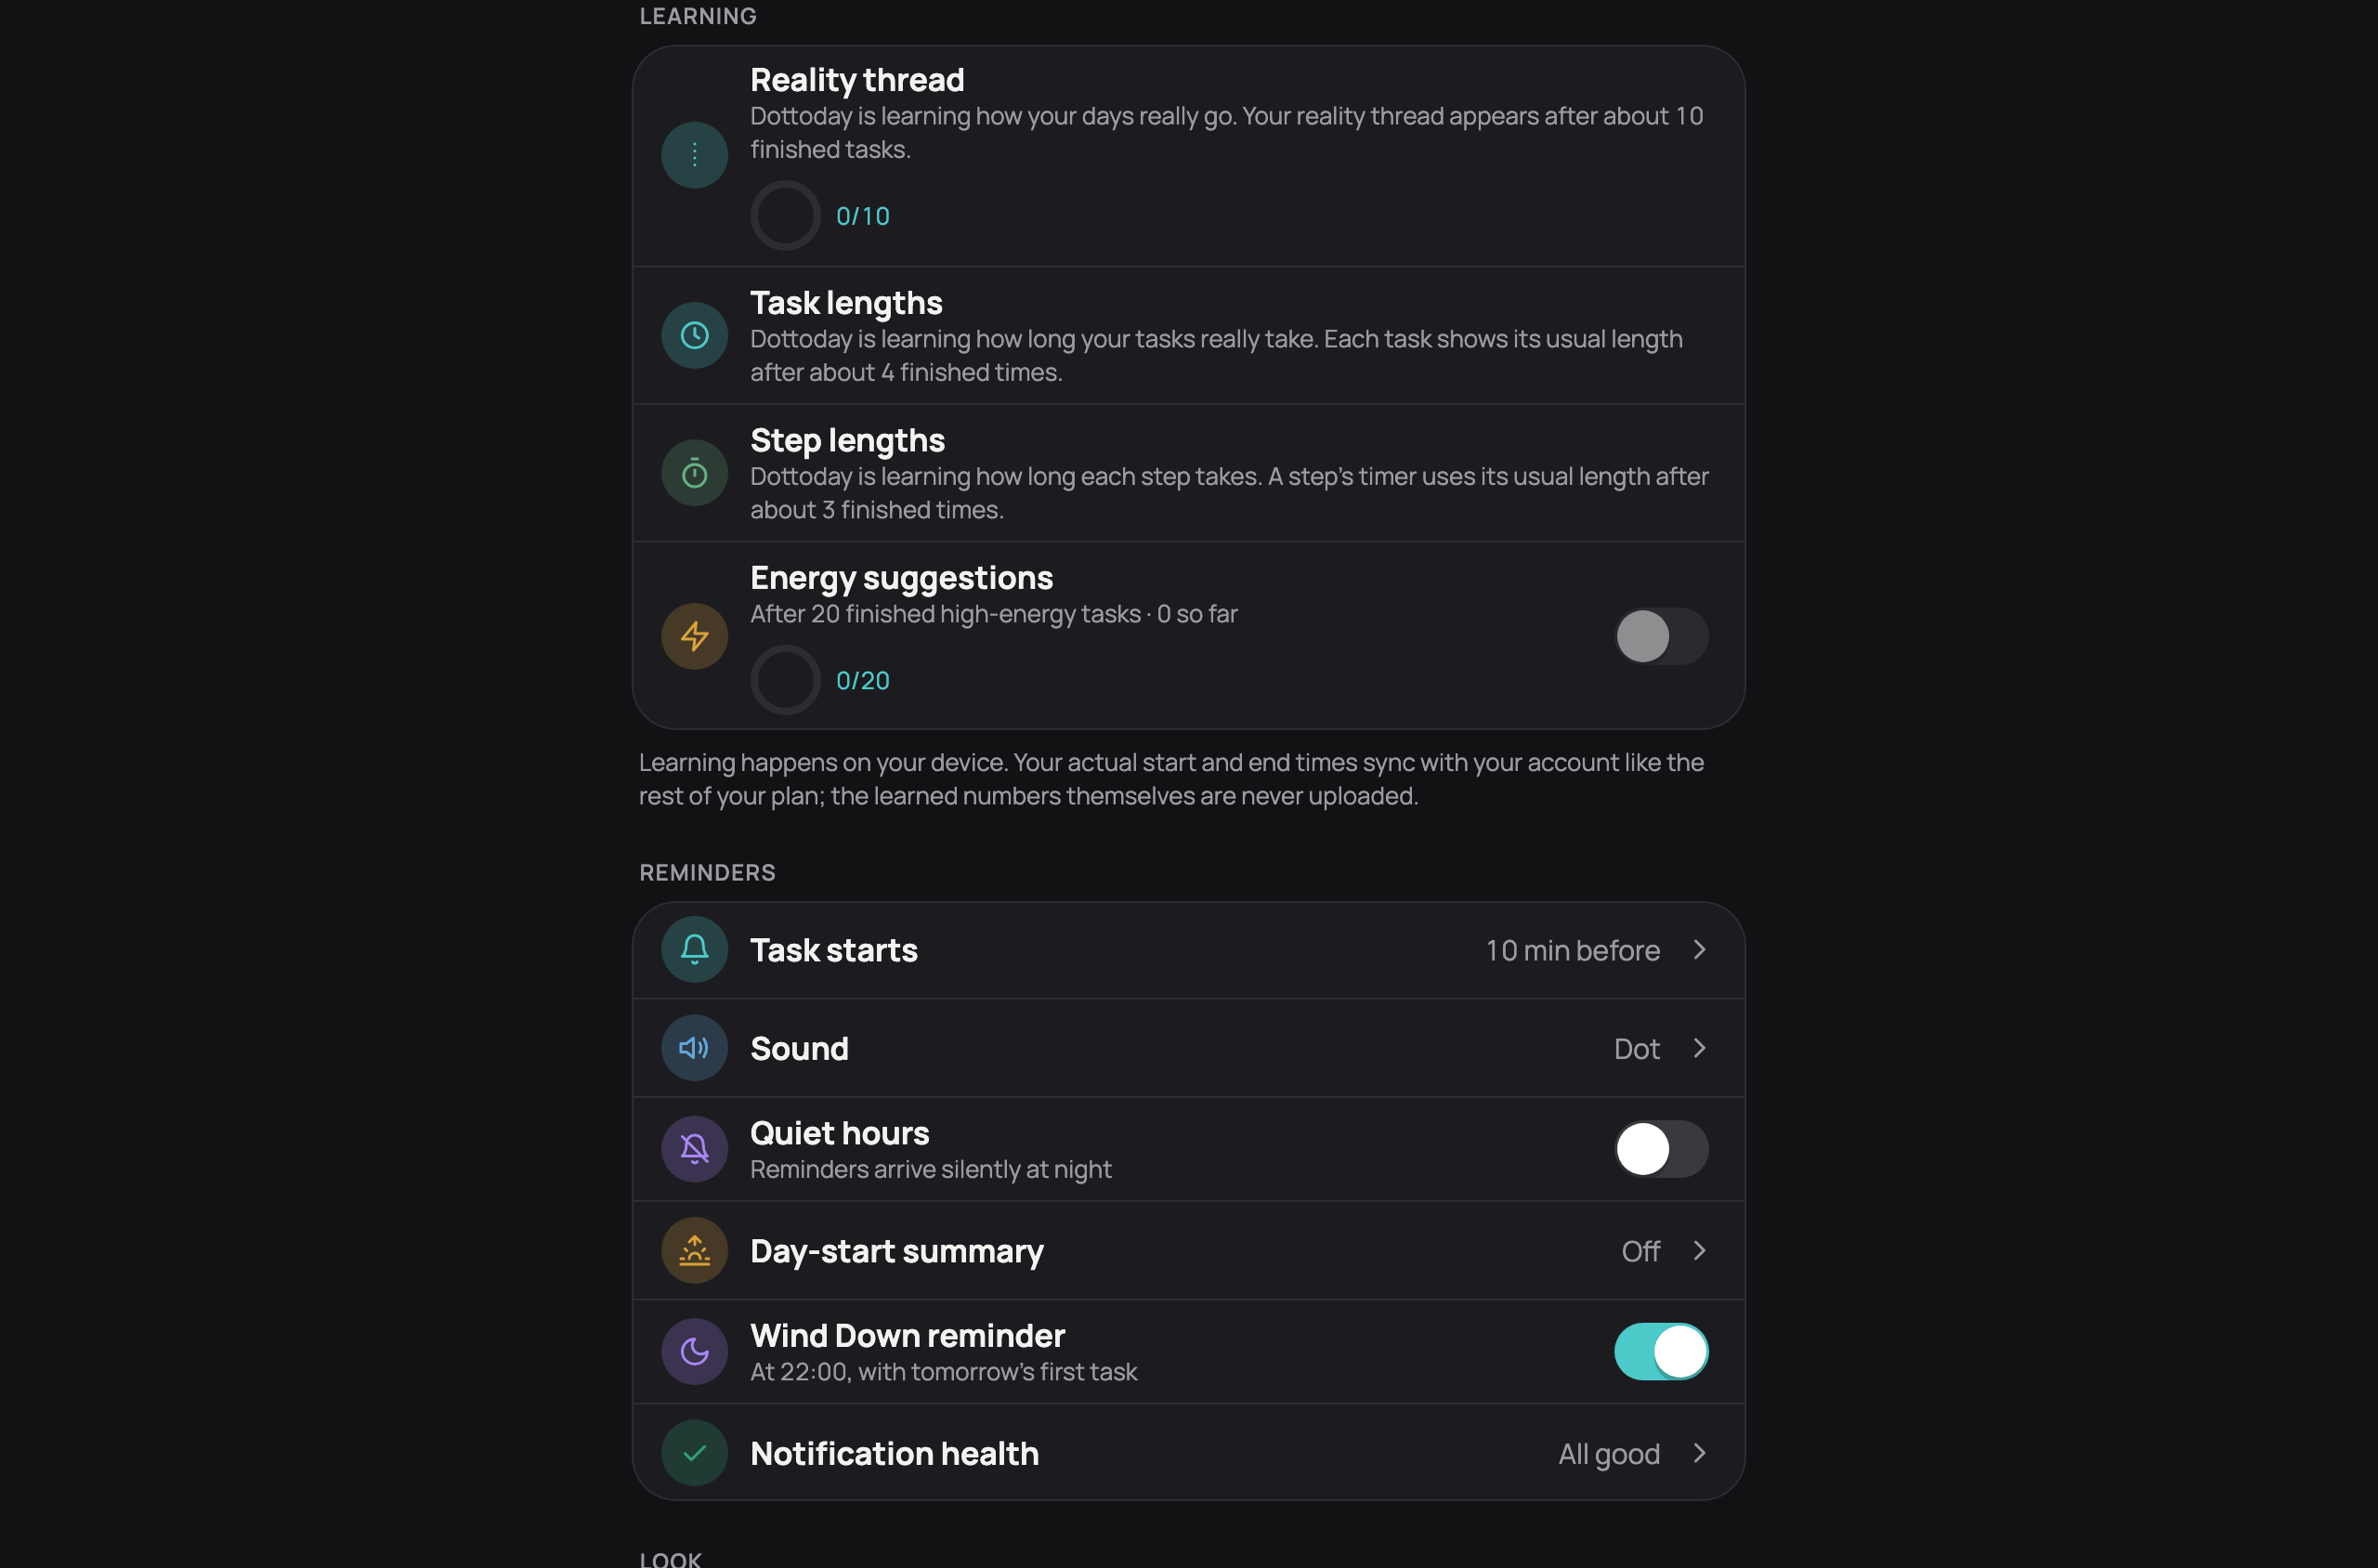 LEARNING
Reality thread
Dottoday is learning how your days really go. Your reality thread appears after about 10
finished tasks.
0/10
Task lengths
Dottoday is learning how long your tasks really take. Each task shows its usual length
after about 4 finished times.
Step lengths
Dottoday is learning how long each step takes. A step’s timer uses its usual length after
about 3 finished times.
Energy suggestions
After 20 finished high-energy tasks · 0 so far
0/20
Learning happens on your device. Your actual start and end times sync with your account like the
rest of your plan; the learned numbers themselves are never uploaded.
REMINDERS
Task starts 10 min before
Sound Dot
Quiet hours
Reminders arrive silently at night
Day-start summary Off
Wind Down reminder
At 22:00, with tomorrow’s first task
Notification health All good
LOOK